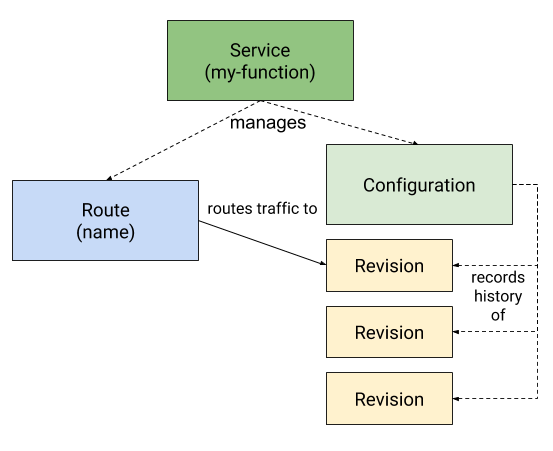 Service
(my-function)
manages
Configuration
Route
(name)
routes traffic to
Revision
records
history
of
Revision
Revision